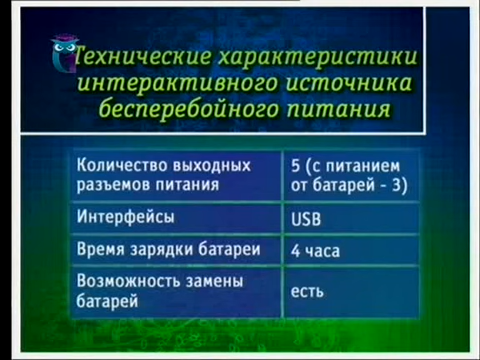 Технические характеристики
интерактивного источника
бесперебойного питания
Количество выходных
разъемов питания
5 (с питанием
от батарей - 3)
Интерфейсы
USB
Время зарядки батареи
4 часа
Возможность замены
батарей
есть